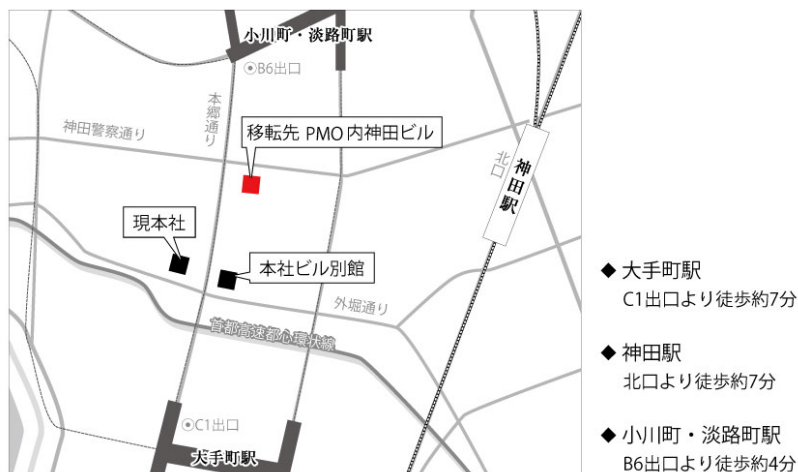 小川町・淡路町駅
B6出口
本郷通り
神田警察通り
移転先 PMO内神田ビル
北口
神田駅
現本社
本社ビル別館
外堀通り
首都高速都心環状線
C1出口
大手町駅
◆ 大手町駅
C1出口より徒歩約7分
◆ 神田駅
北口より徒歩約7分
◆ 小川町・淡路町駅
B6出口より徒歩約4分